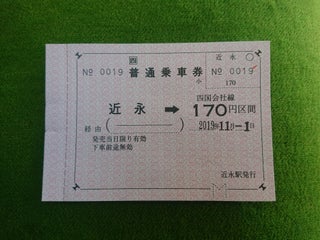 近永
四
№ 0019 普通乗車券 № 0019
小 170
四国会社線
近永 ➡ 170円区間
経由 ( ) 2019年11月-1日
発売当日限り有効
下車前途無効
近永駅発行